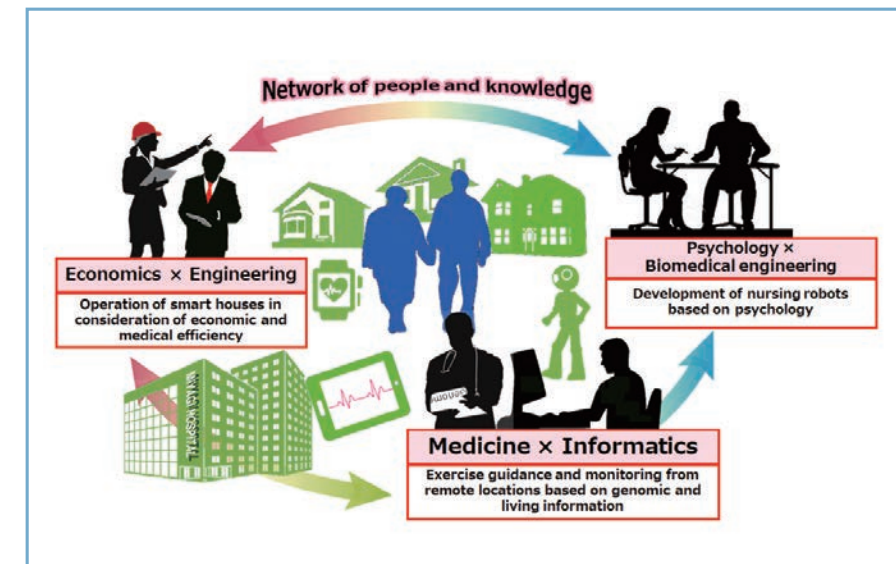 Network of people and knowledge
Economics × Engineering
Operation of smart houses in
consideration of economic and
medical efficiency
Psychology ×
Biomedical engineering
Development of nursing robots
based on psychology
HOSPITAL
Medicine × Informatics
Exercise guidance and monitoring from
remote locations based on genomic and
living information